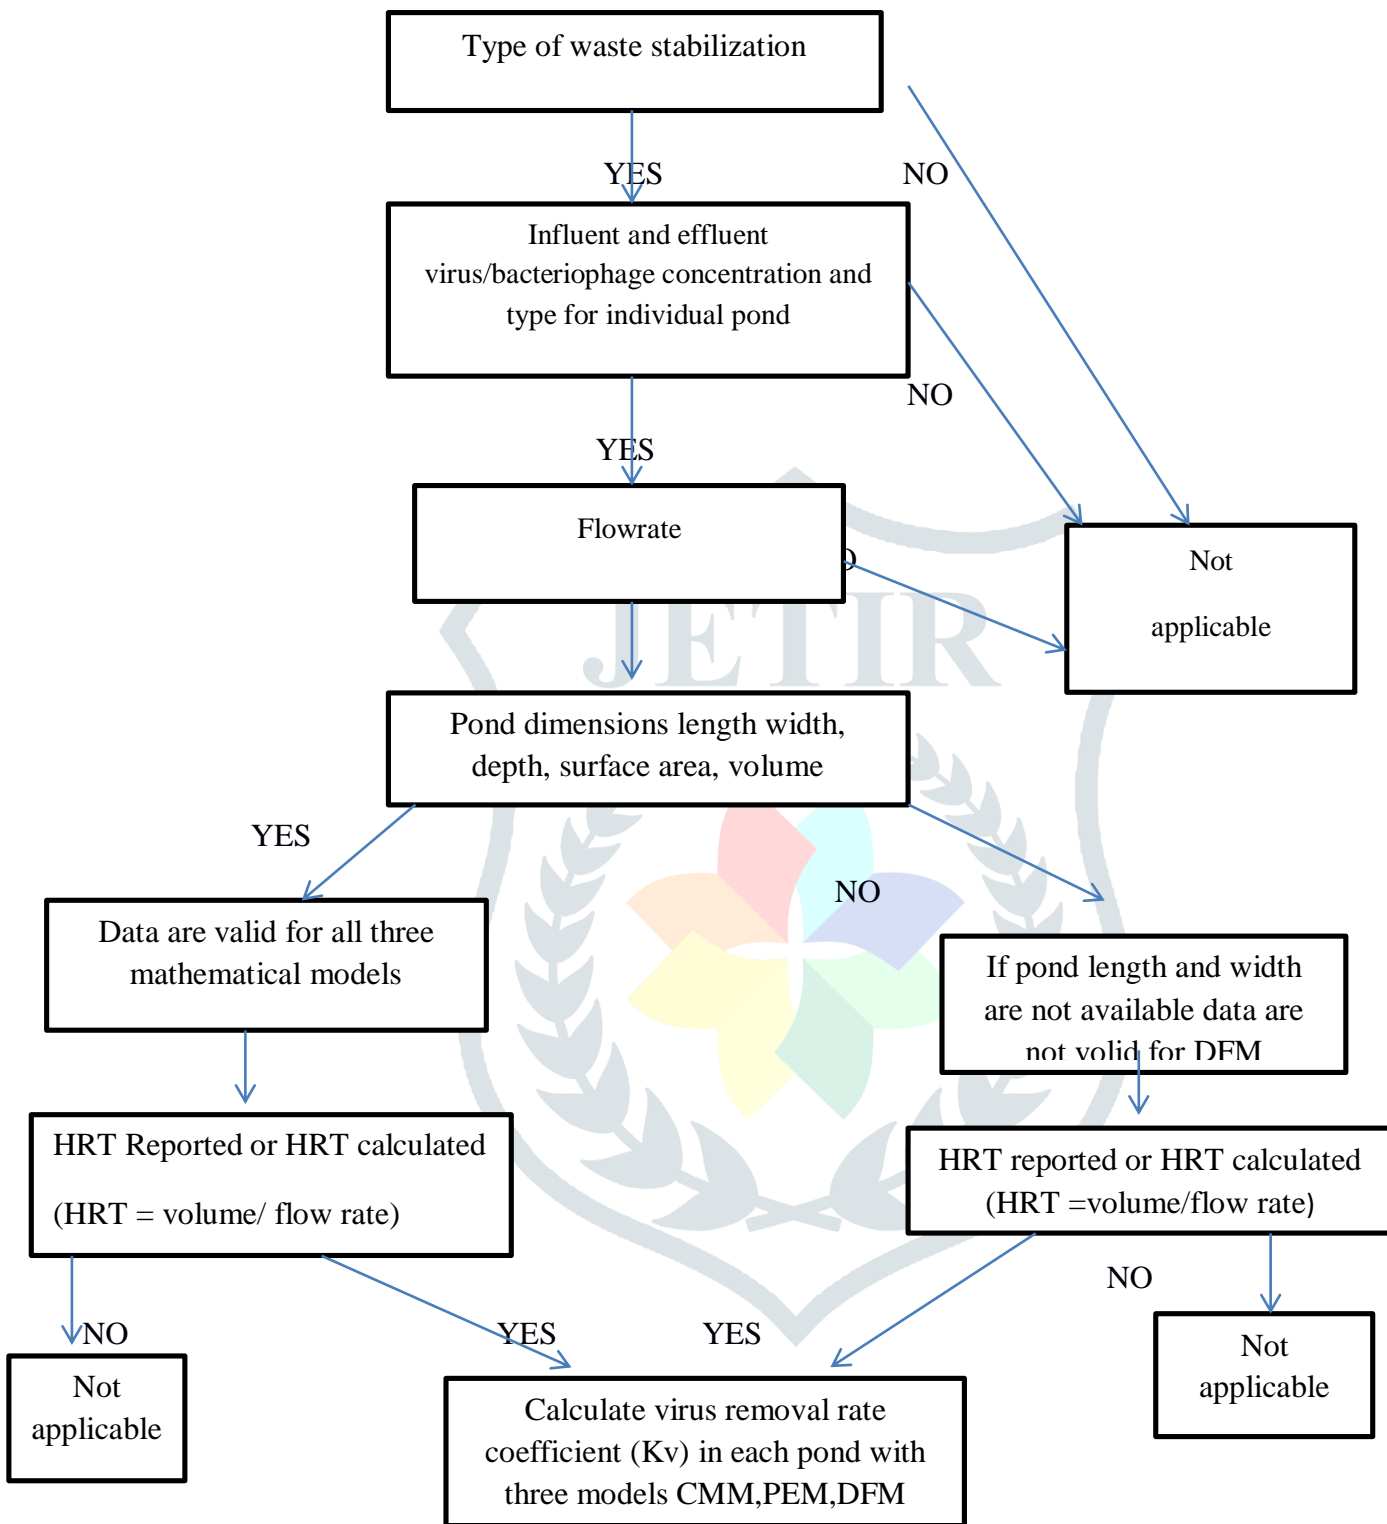 Type of waste stabilization
YES
NO
Influent and effluent
virus/bacteriophage concentration and
type for individual pond
NO
YES
Flowrate
Not
applicable
JETIR
Pond dimensions length width,
depth, surface area, volume
YES
NO
Data are valid for all three
mathematical models
If pond length and width
are not available data are
not volid for DFM
HRT Reported or HRT calculated
(HRT = volume/ flow rate)
HRT reported or HRT calculated
(HRT =volume/flow rate)
NO
NO
YES
YES
Not
applicable
Not
applicable
Calculate virus removal rate
coefficient (Kv) in each pond with
three models CMM,PEM,DFM